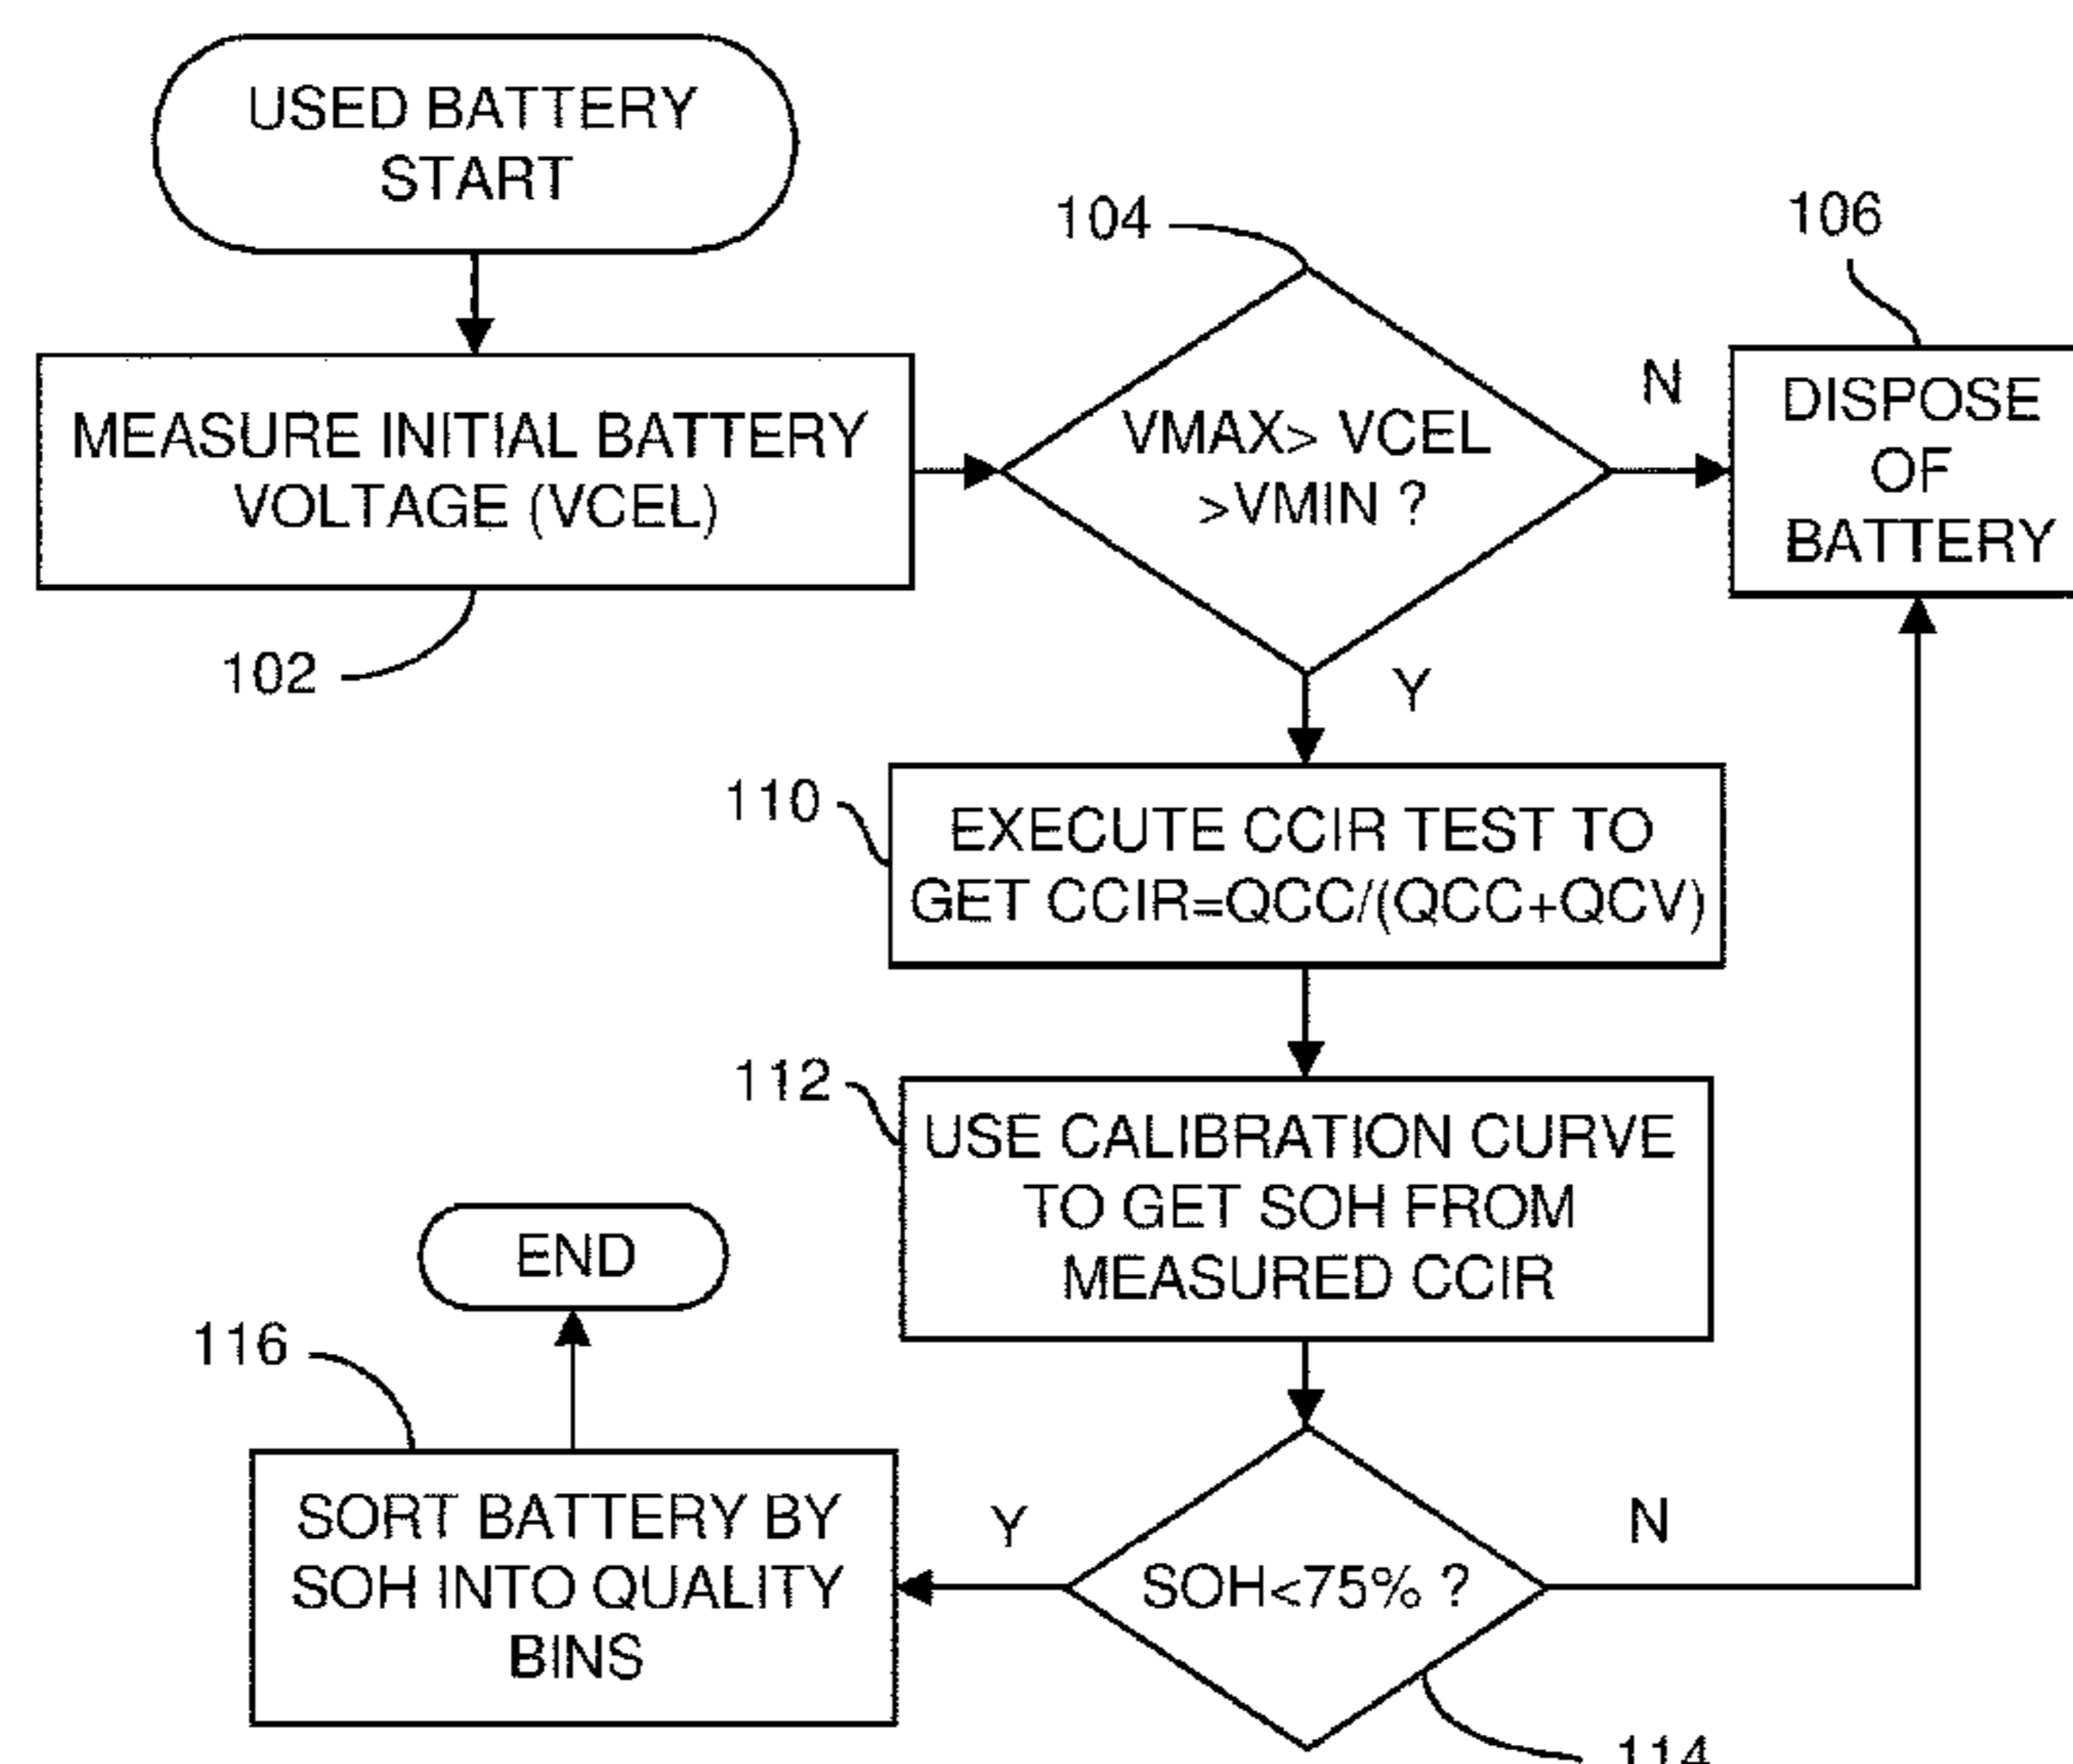 USED BATTERY
START
104
106
MEASURE INITIAL BATTERY
VOLTAGE (VCEL)
102
VMAX> VCEL
>VMIN ?
N
DISPOSE
OF
BATTERY
Y
110
EXECUTE CCIR TEST TO
GET CCIR=QCC/(QCC+QCV)
112
USE CALIBRATION CURVE
TO GET SOH FROM
MEASURED CCIR
END
116
SORT BATTERY BY
SOH INTO QUALITY
BINS
Y
SOH<75% ?
N
114